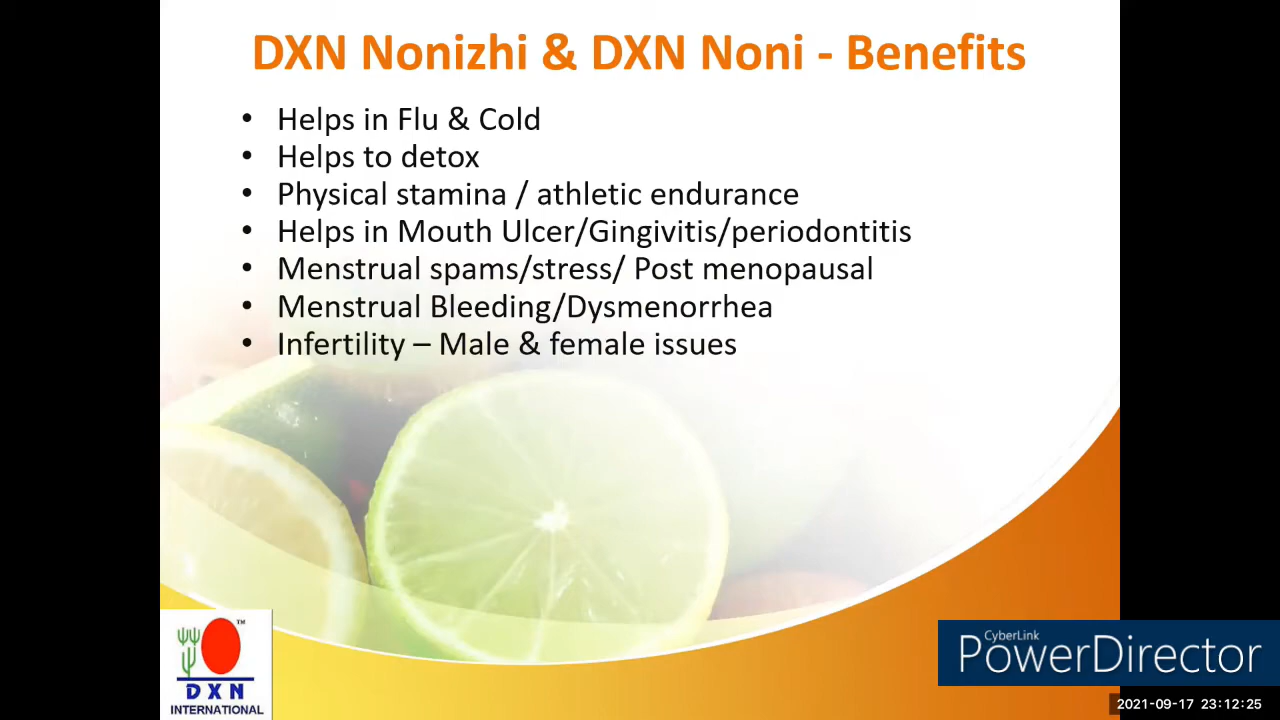 DXN Nonizhi & DXN Noni - Benefits
• Helps in Flu & Cold
• Helps to detox
• Physical stamina / athletic endurance
• Helps in Mouth Ulcer/Gingivitis/periodontitis
• Menstrual spams/stress/ Post menopausal
• Menstrual Bleeding/Dysmenorrhea
• Infertility – Male & female issues
TM
DXN
INTERNATIONAL
CyberLink
PowerDirector
2021-09-17 23:12:25